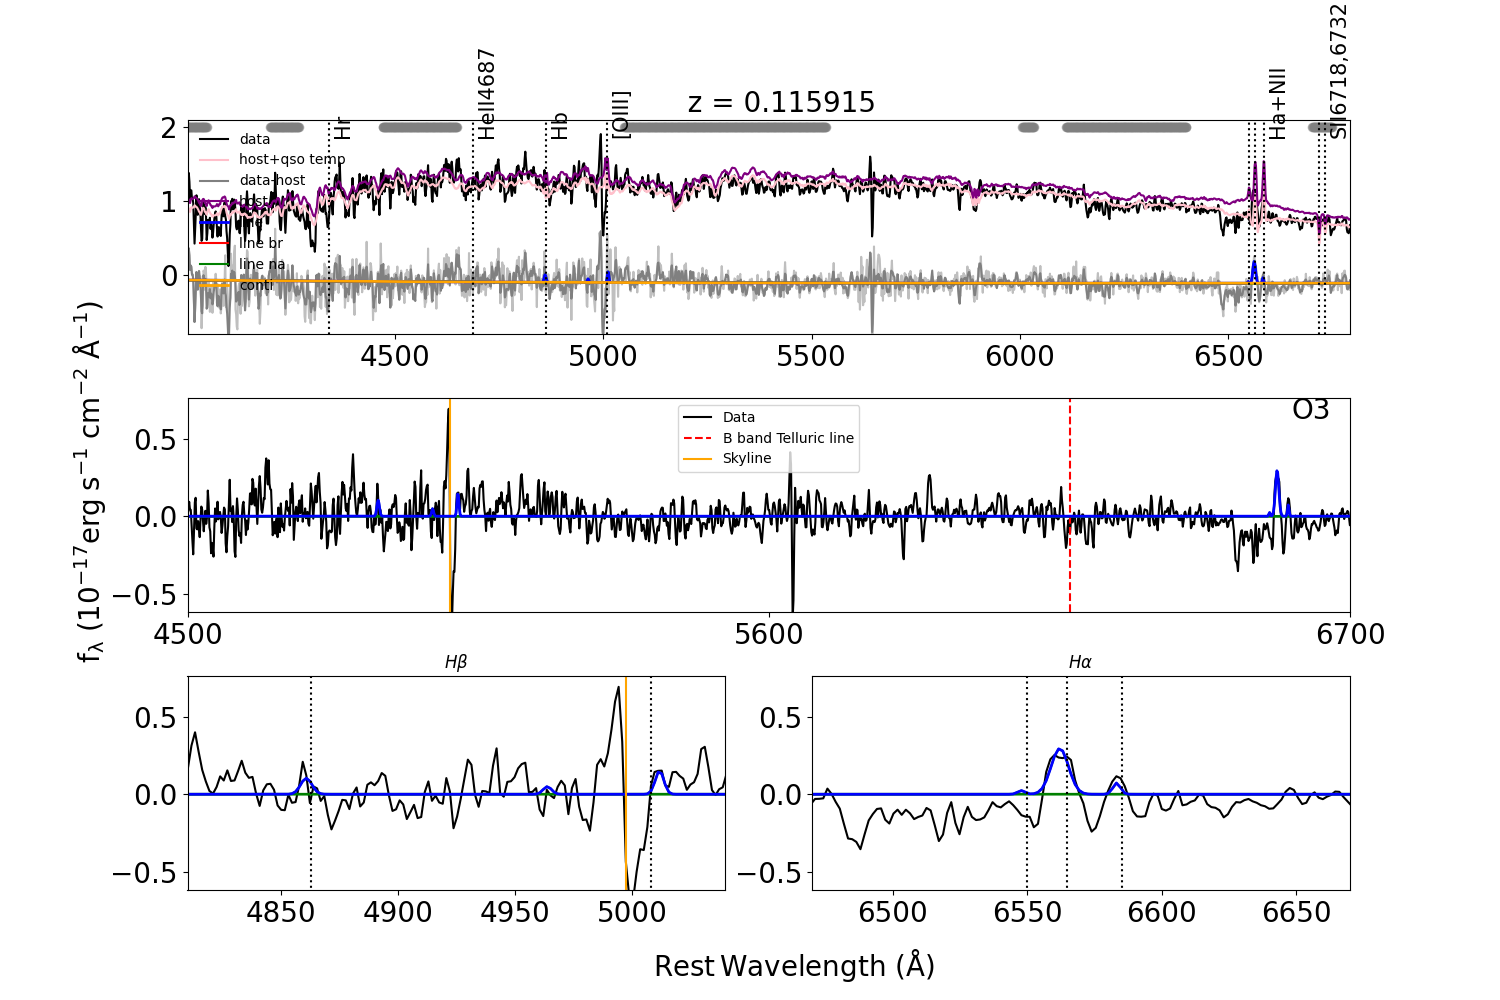 z = 0.115915
Hr
HeII4687
Hb
[OIII]
Ha+NII
SII6718,6732
2
1
0
data
host+qso temp
data-host
line br
line na
conti
4500
5000
5500
6000
6500
fλ (10⁻¹⁷erg s⁻¹ cm⁻² Å⁻¹)
O3
0.5
0.0
−0.5
Data
B band Telluric line
Skyline
4500
5600
6700
Hβ
0.5
0.0
−0.5
4850
4900
4950
5000
Hα
0.5
0.0
−0.5
6500
6550
6600
6650
Rest Wavelength (Å)